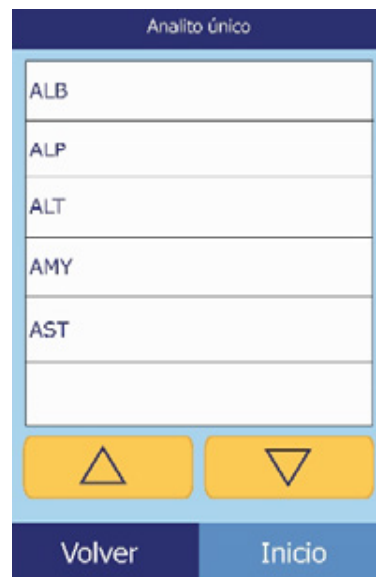 Analito único
ALB
ALP
ALT
AMY
AST
Volver Inicio